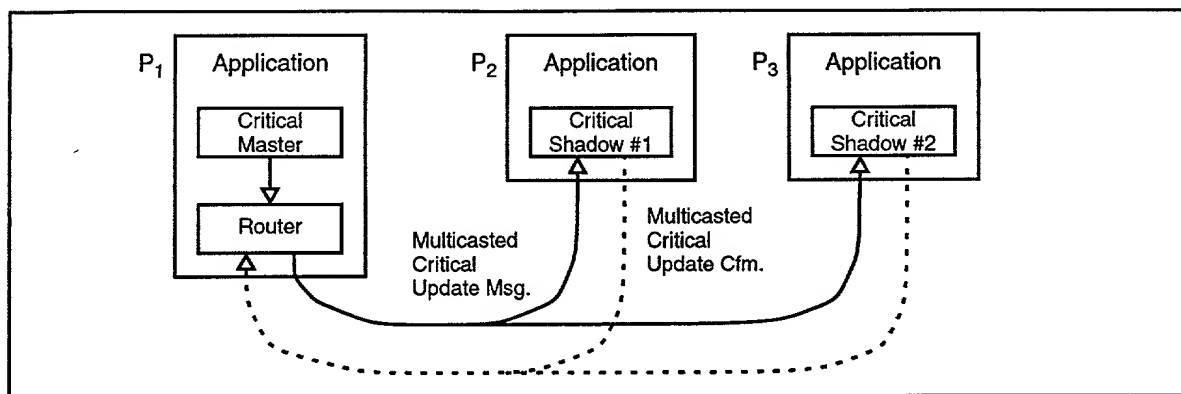 P1
Application
Critical
Master
Router
P2
Application
Critical
Shadow #1
P3
Application
Critical
Shadow #2
Multicasted
Critical
Update Msg.
Multicasted
Critical
Update Cfm.